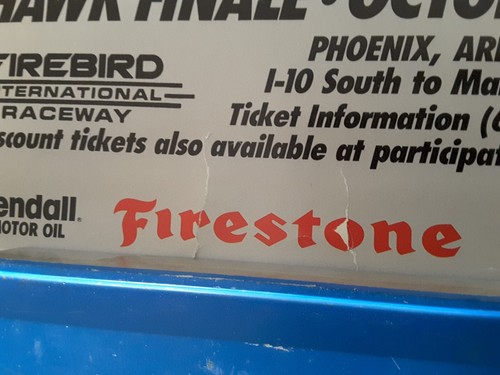 HAWK FINALE • OCTO
PHOENIX, ARI
FIREBIRD
INTERNATIONAL
RACEWAY
I-10 South to Ma
Ticket Information (6
scount tickets also available at participat
endall®
MOTOR OIL
Firestone